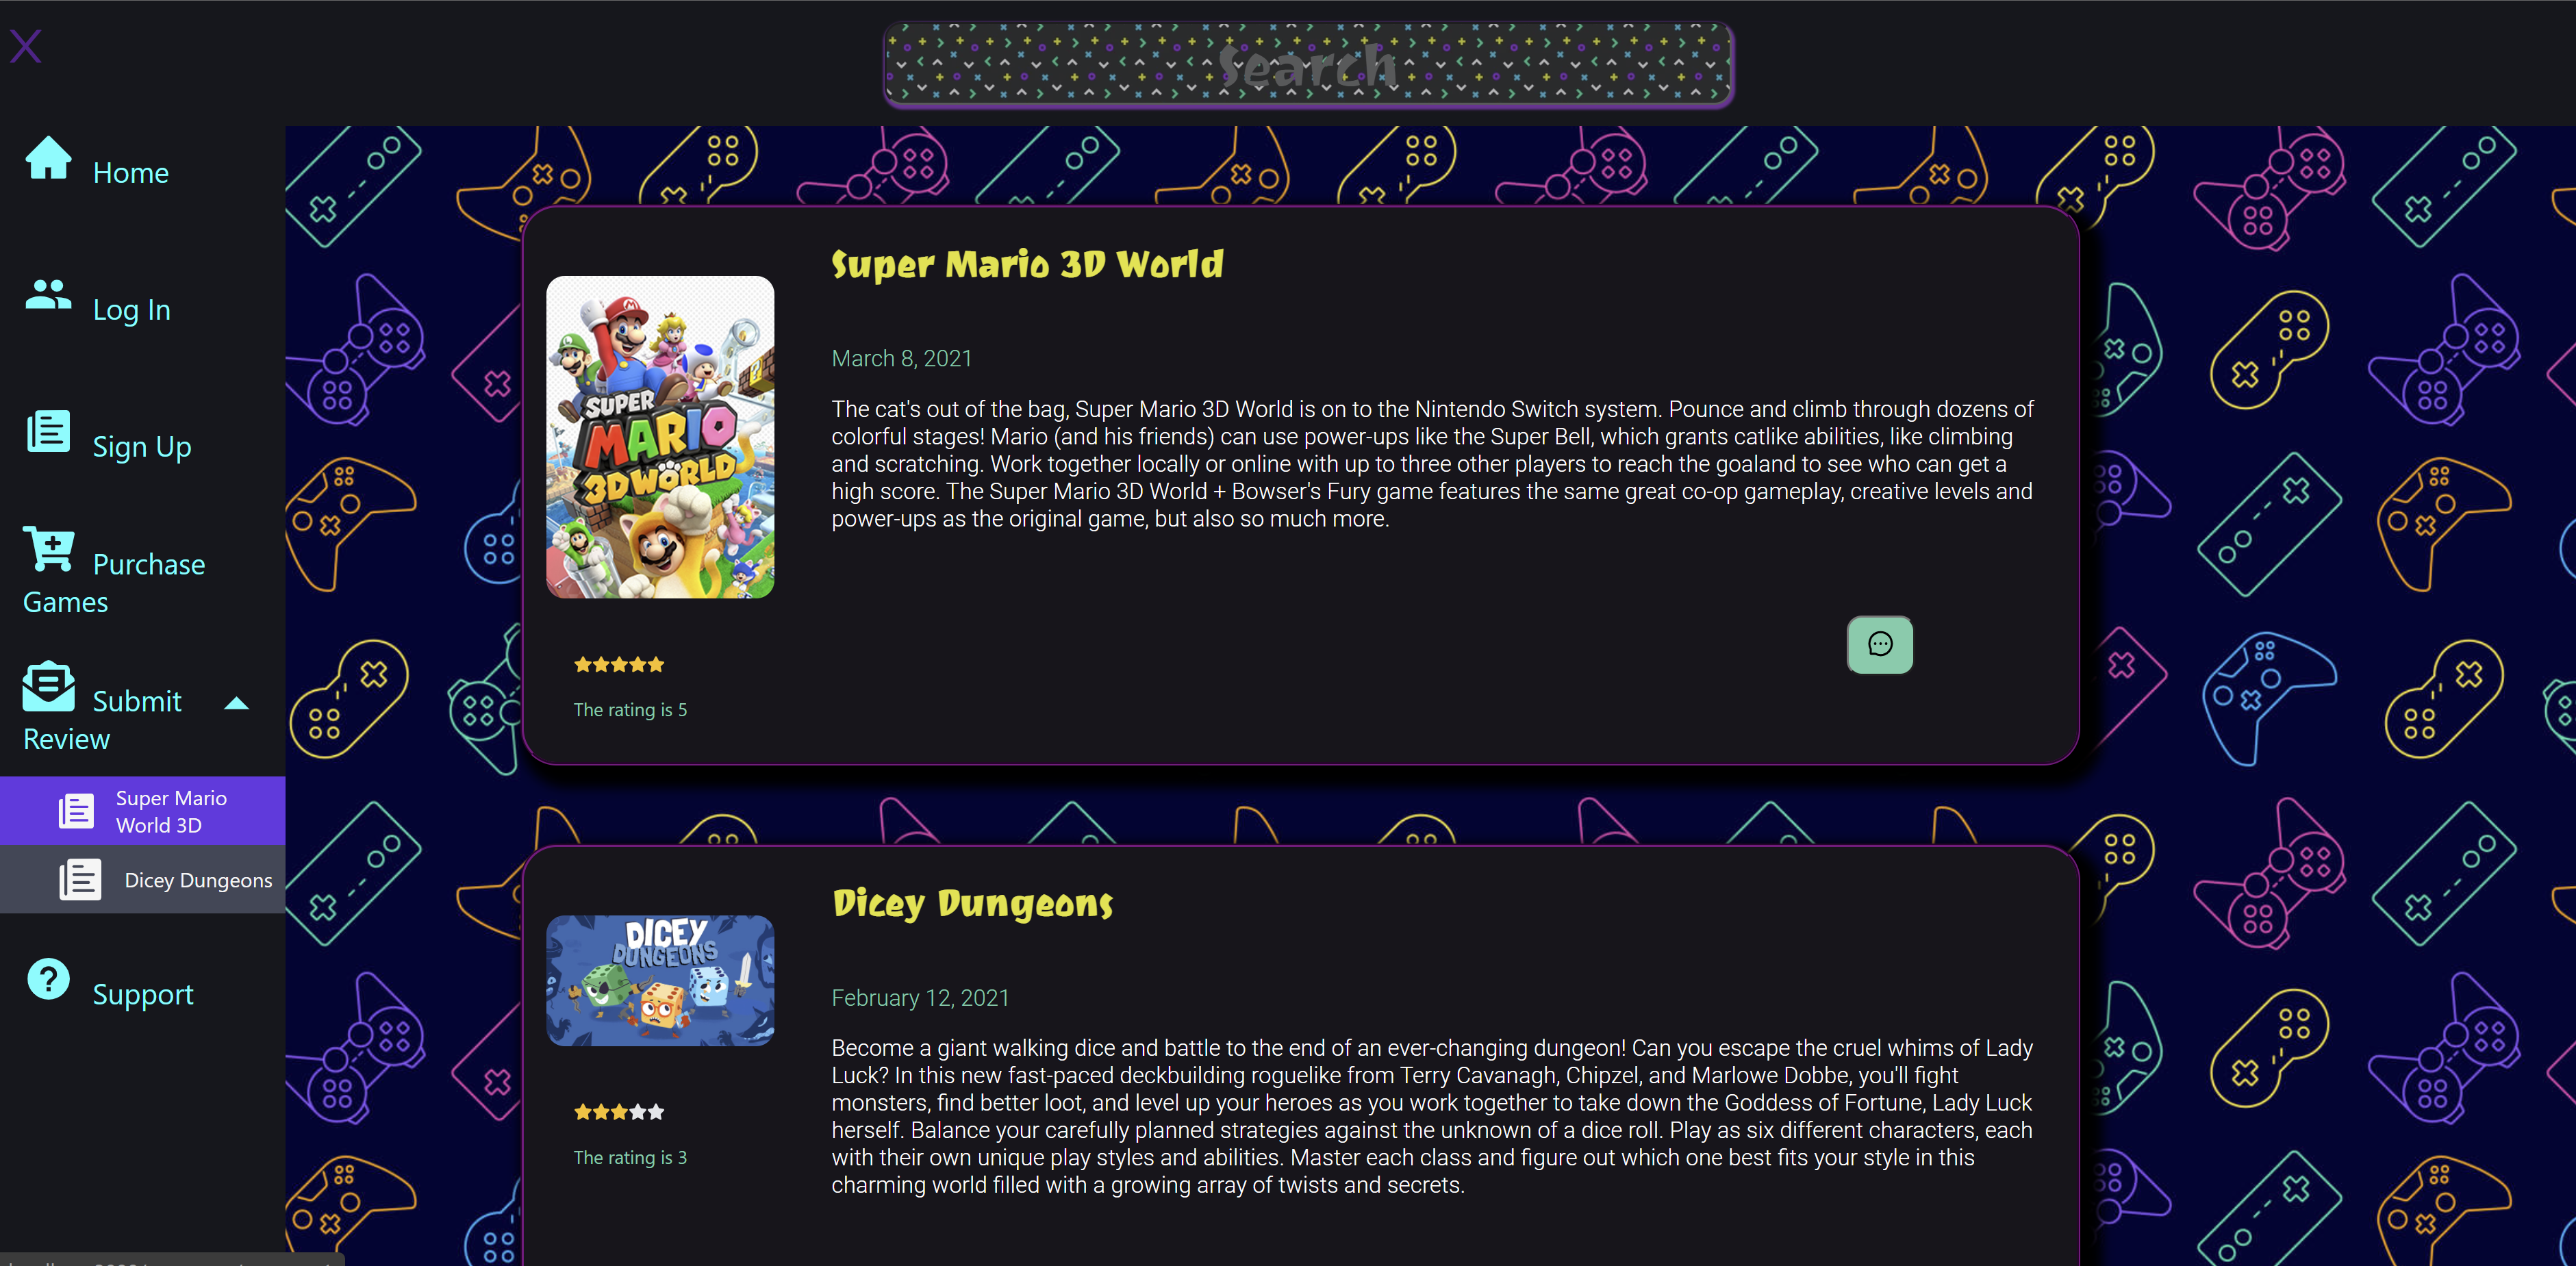 Search
Home
Log In
Sign Up
Purchase
Games
Submit
Review
Super Mario
World 3D
Dicey Dungeons
Support
Super Mario 3D World
SUPER
MARIO
3D WORLD
March 8, 2021
The cat's out of the bag, Super Mario 3D World is on to the Nintendo Switch system. Pounce and climb through dozens of
colorful stages! Mario (and his friends) can use power-ups like the Super Bell, which grants catlike abilities, like climbing
and scratching. Work together locally or online with up to three other players to reach the goaland to see who can get a
high score. The Super Mario 3D World + Bowser's Fury game features the same great co-op gameplay, creative levels and
power-ups as the original game, but also so much more.
The rating is 5
Dicey Dungeons
DICEY
DUNGEONS
February 12, 2021
Become a giant walking dice and battle to the end of an ever-changing dungeon! Can you escape the cruel whims of Lady
Luck? In this new fast-paced deckbuilding roguelike from Terry Cavanagh, Chipzel, and Marlowe Dobbe, you'll fight
monsters, find better loot, and level up your heroes as you work together to take down the Goddess of Fortune, Lady Luck
herself. Balance your carefully planned strategies against the unknown of a dice roll. Play as six different characters, each
with their own unique play styles and abilities. Master each class and figure out which one best fits your style in this
charming world filled with a growing array of twists and secrets.
The rating is 3